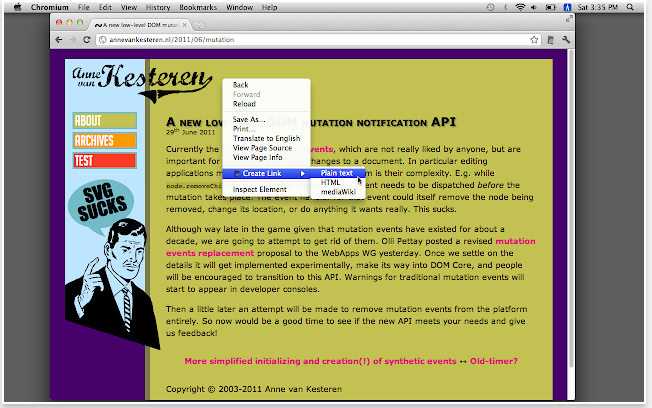 Chromium File Edit View History Bookmarks Window Help Sat 3:35 PM
A new low-level DOM mutat
annevankesteren.nl/2011/06/mutation
Anne van Kesteren
ABOUT
ARCHIVES
TEST
SVG
SUCKS
Back
Forward
Reload
Save As...
Print...
Translate to English
View Page Source
View Page Info
Create Link
Inspect Element
Plain text
HTML
mediaWiki
A new low DOM mutation notification API
29th June 2011
Currently the vents, which are not really liked by anyone, but are
important for changes to a document. In particular editing
applications m is their complexity. E.g. while
node.removeChi ent needs to be dispatched before the
mutation takes event could itself remove the node being
removed, change its location, or do anything it wants really. This sucks.
Although way late in the game given that mutation events have existed for about a
decade, we are going to attempt to get rid of them. Olli Pettay posted a revised mutation
events replacement proposal to the WebApps WG yesterday. Once we settle on the
details it will get implemented experimentally, make its way into DOM Core, and people
will be encouraged to transition to this API. Warnings for traditional mutation events will
start to appear in developer consoles.
Then a little later an attempt will be made to remove mutation events from the platform
entirely. So now would be a good time to see if the new API meets your needs and give
us feedback!
More simplified initializing and creation(!) of synthetic events ↔ Old-timer?
Copyright © 2003-2011 Anne van Kesteren